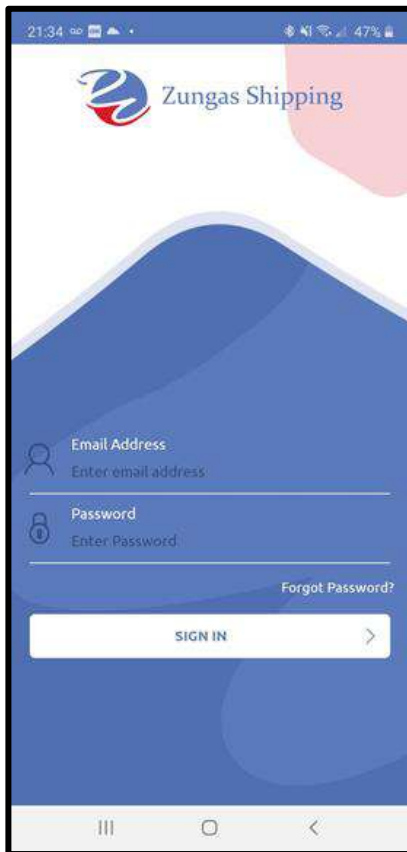 21:34
47%
Zungas Shipping
Email Address
Enter email address
Password
Enter Password
Forgot Password?
SIGN IN